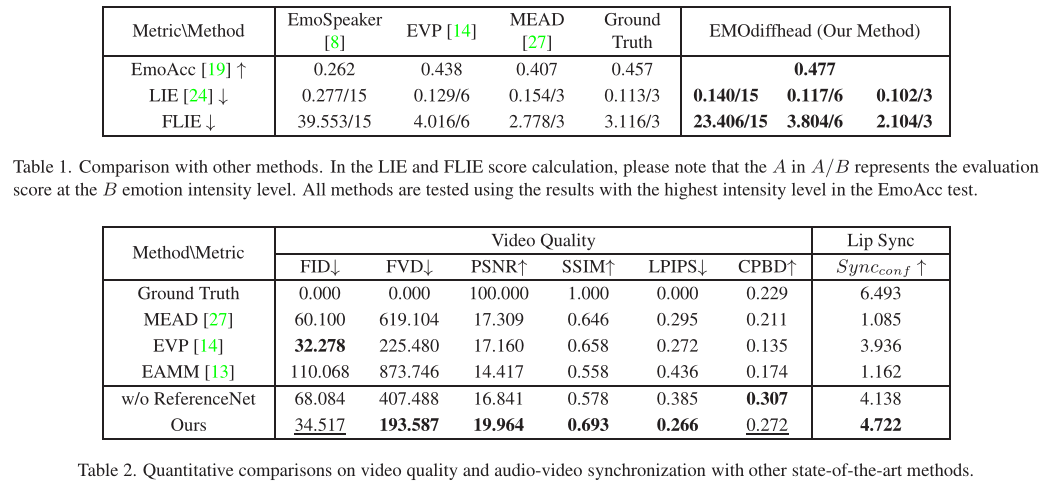 Metric\Method EmoSpeaker [8] EVP [14] MEAD [27] Ground Truth EMOdiffhead (Our Method)
EmoAcc [19] ↑ 0.262 0.438 0.407 0.457 0.477
LIE [24] ↓ 0.277/15 0.129/6 0.154/3 0.113/3 0.140/15 0.117/6 0.102/3
FLIE ↓ 39.553/15 4.016/6 2.778/3 3.116/3 23.406/15 3.804/6 2.104/3
Table 1. Comparison with other methods. In the LIE and FLIE score calculation, please note that the A in A/B represents the evaluation
score at the B emotion intensity level. All methods are tested using the results with the highest intensity level in the EmoAcc test.
Method\Metric Video Quality Lip Sync
FID↓ FVD↓ PSNR↑ SSIM↑ LPIPS↓ CPBD↑ Sync_conf ↑
Ground Truth 0.000 0.000 100.000 1.000 0.000 0.229 6.493
MEAD [27] 60.100 619.104 17.309 0.646 0.295 0.211 1.085
EVP [14] 32.278 225.480 17.160 0.658 0.272 0.135 3.936
EAMM [13] 110.068 873.746 14.417 0.558 0.436 0.174 1.162
w/o ReferenceNet 68.084 407.488 16.841 0.578 0.385 0.307 4.138
Ours 34.517 193.587 19.964 0.693 0.266 0.272 4.722
Table 2. Quantitative comparisons on video quality and audio-video synchronization with other state-of-the-art methods.